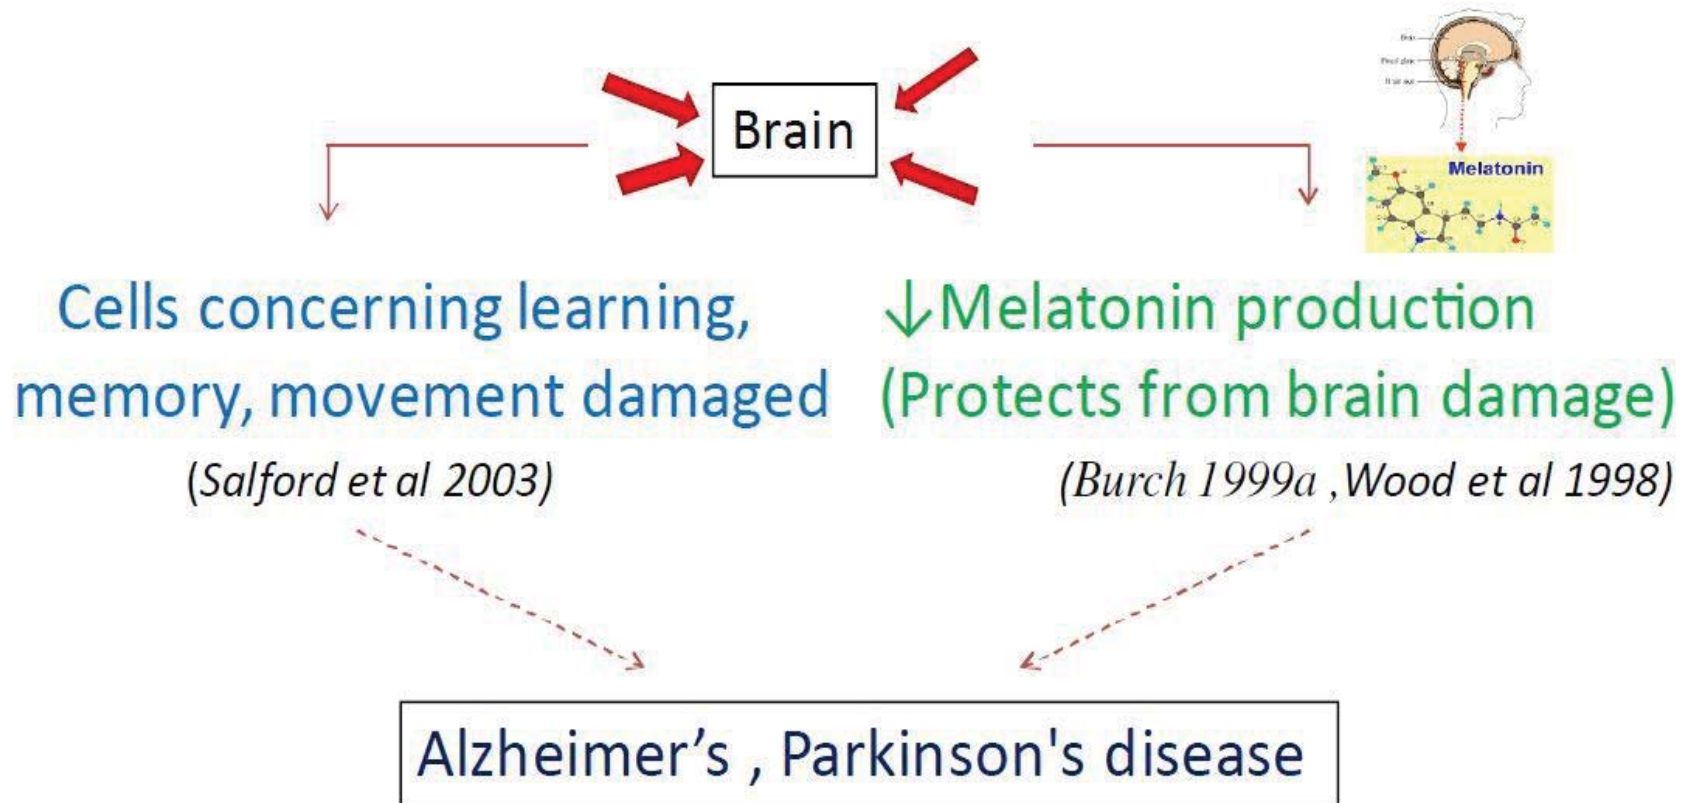 Brain
Melatonin
Cells concerning learning,
memory, movement damaged
(Salford et al 2003)
↓Melatonin production
(Protects from brain damage)
(Burch 1999a ,Wood et al 1998)
Alzheimer’s , Parkinson's disease